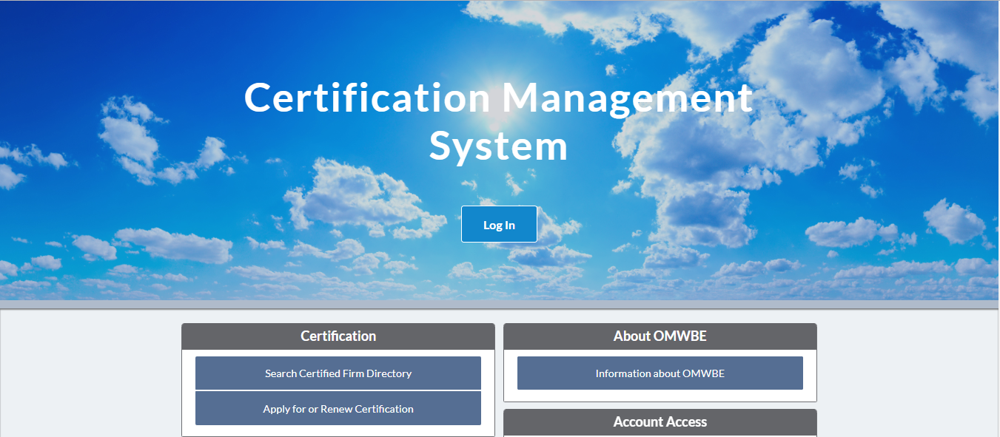 Certification Management
System
Log In
Certification
Search Certified Firm Directory
Apply for or Renew Certification
About OMWBE
Information about OMWBE
Account Access